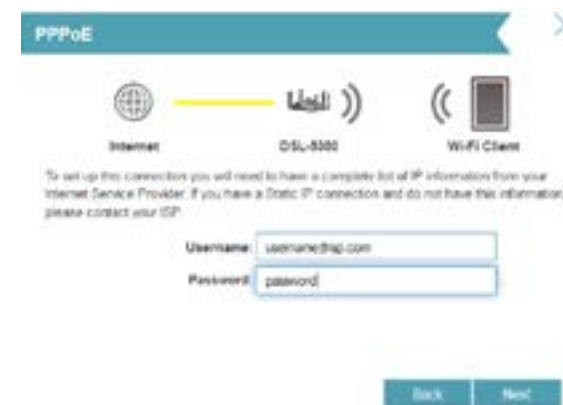 PPPoE
Internet DSL-5300 Wi-Fi Client
To set up this connection you will need to have a complete list of IP information from your
Internet Service Provider. If you have a Static IP connection and do not have this information,
please contact your ISP.
Username: username@isp.com
Password: password
Back Next